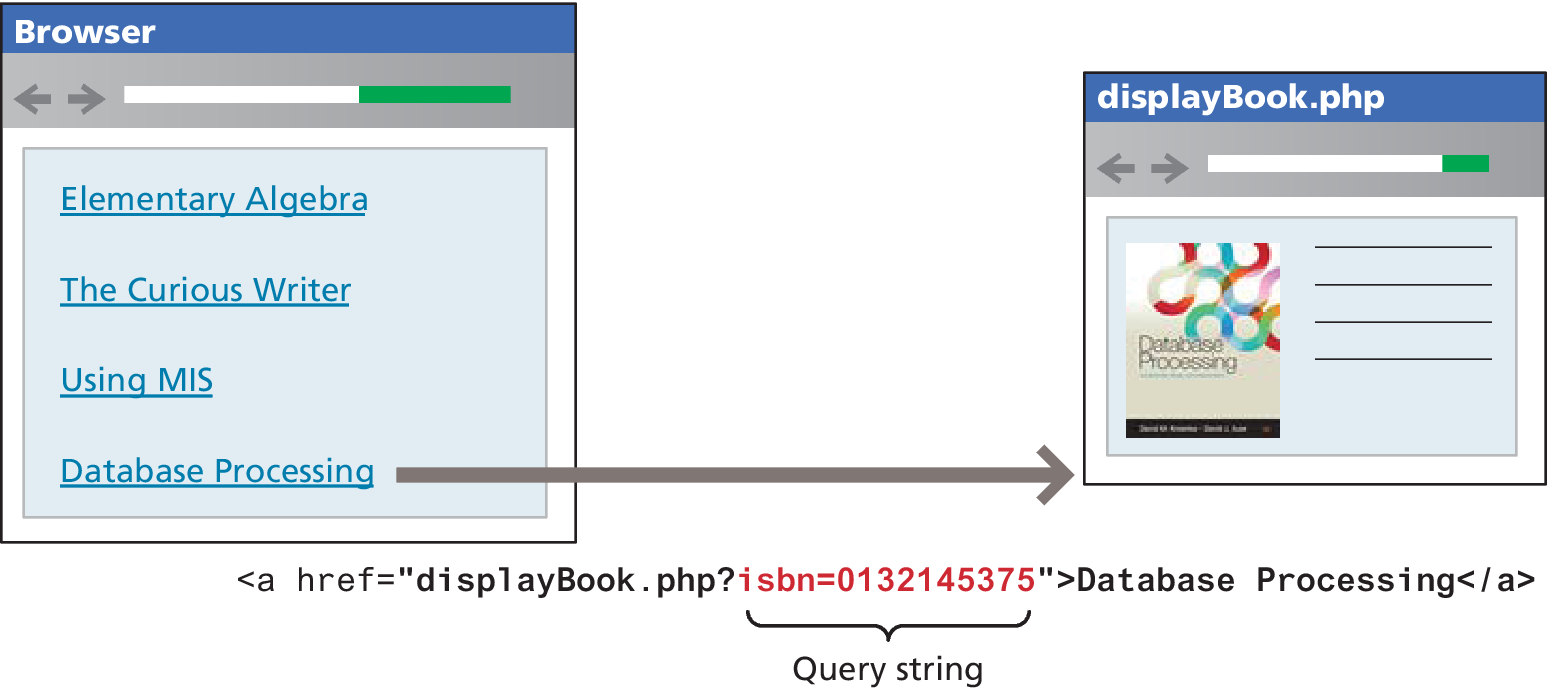 Browser
Elementary Algebra
The Curious Writer
Using MIS
Database Processing
displayBook.php
Database
Processing
<a href="displayBook.php?isbn=0132145375">Database Processing</a>
Query string